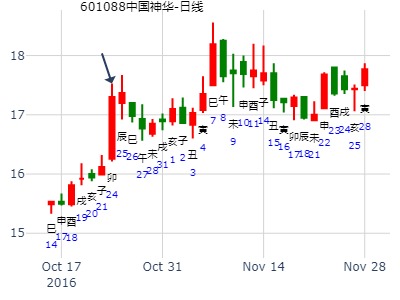 601088中国神华-日线
18
17
16
15
巳
14
申
17
酉
18
戌
19
亥
20
子
21
卯
24
辰
25
巳
26
午
27
未
28
戌
31
亥
1
子
2
丑
3
寅
4
巳
7
午
8
未
9
申
10
酉
11
子
14
丑
15
寅
16
卯
17
辰
18
未
21
申
22
酉
23
戌
24
亥
25
寅
28
Oct 17
2016
Oct 31
Nov 14
Nov 28